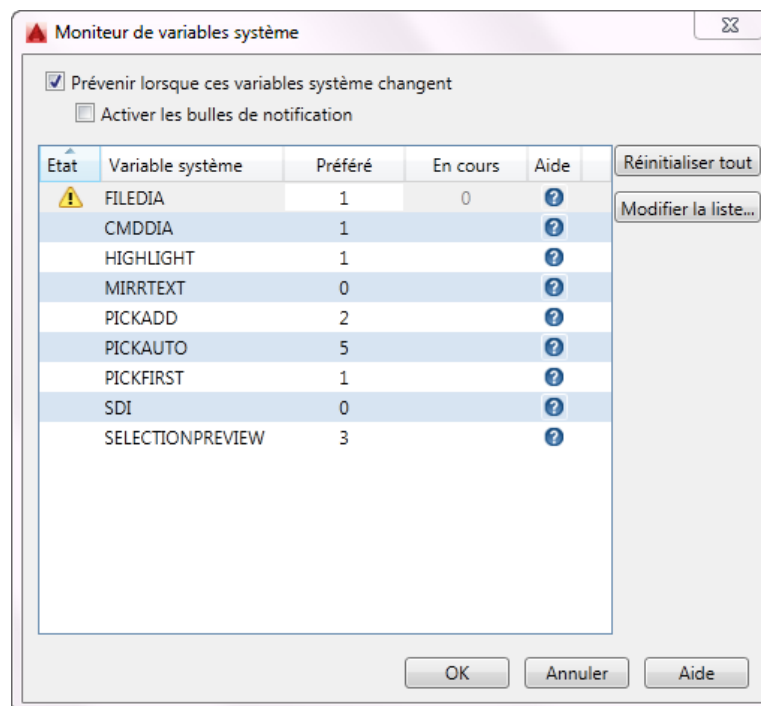 Moniteur de variables système
Prévenir lorsque ces variables système changent
Activer les bulles de notification
Etat Variable système Préféré En cours Aide
Réinitialiser tout
FILEDIA 1 0
Modifier la liste...
CMDDIA 1
HIGHLIGHT 1
MIRRTEXT 0
PICKADD 2
PICKAUTO 5
PICKFIRST 1
SDI 0
SELECTIONPREVIEW 3
OK Annuler Aide